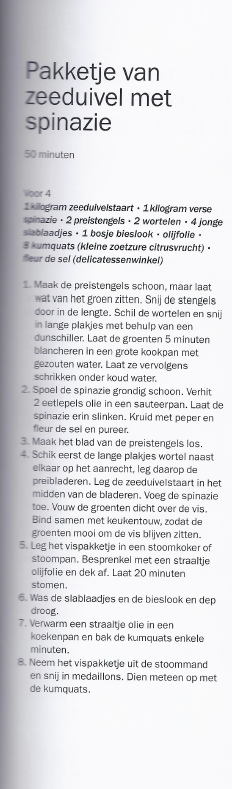 Pakketje van
zeeduivel met
spinazie
50 minuten
Voor 4
1 kilogram zeeduivelstaart • 1 kilogram verse
spinazie • 2 preistengels • 2 wortelen • 4 jonge
slablaadjes • 1 bosje bieslook • olijfolie •
8 kumquats (kleine zoetzure citrusvrucht) •
fleur de sel (delicatessenwinkel)
1. Maak de preistengels schoon, maar laat
wat van het groen zitten. Snij de stengels
door in de lengte. Schil de wortelen en snij
in lange plakjes met behulp van een
dunschiller. Laat de groenten 5 minuten
blancheren in een grote kookpan met
gezouten water. Laat ze vervolgens
schrikken onder koud water.
2. Spoel de spinazie grondig schoon. Verhit
2 eetlepels olie in een sauteerpan. Laat de
spinazie erin slinken. Kruid met peper en
fleur de sel en pureer.
3. Maak het blad van de preistengels los.
4. Schik eerst de lange plakjes wortel naast
elkaar op het aanrecht, leg daarop de
preibladeren. Leg de zeeduivelstaart in het
midden van de bladeren. Voeg de spinazie
toe. Vouw de groenten dicht over de vis.
Bind samen met keukentouw, zodat de
groenten mooi om de vis blijven zitten.
5. Leg het vispakketje in een stoomkoker of
stoompan. Besprenkel met een straaltje
olijfolie en dek af. Laat 20 minuten
stomen.
6. Was de slablaadjes en de bieslook en dep
droog.
7. Verwarm een straaltje olie in een
koekenpan en bak de kumquats enkele
minuten.
8. Neem het vispakketje uit de stoommand
en snij in medaillons. Dien meteen op met
de kumquats.